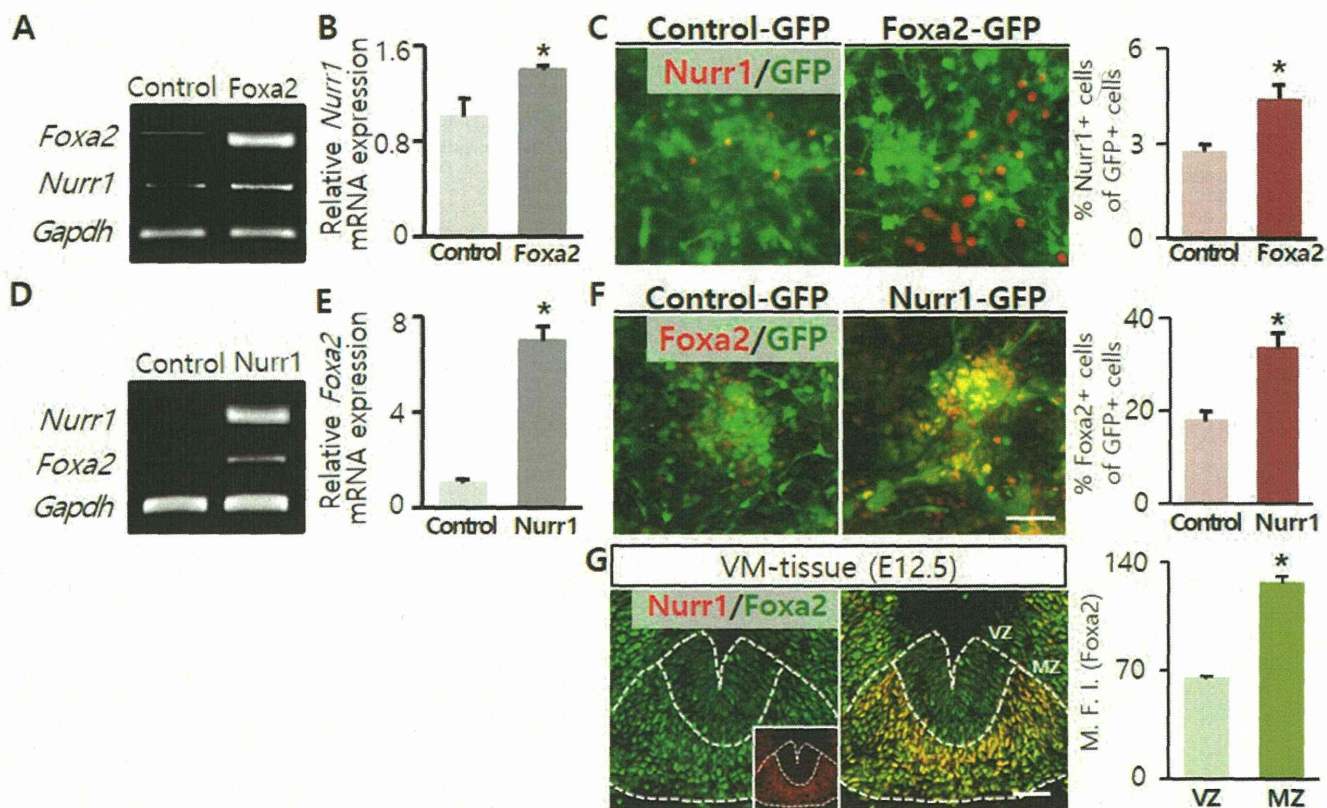 A
Control Foxa2
Foxa2
Nurr1
Gapdh
B
Relative Nurr1
mRNA expression
1.6
0.8
0
*
Control Foxa2
C
Control-GFP
Foxa2-GFP
Nurr1/GFP
% Nurr1+ cells
of GFP+ cells
6
3
0
*
Control Foxa2
D
Control Nurr1
Nurr1
Foxa2
Gapdh
E
Relative Foxa2
mRNA expression
8
4
0
*
Control Nurr1
F
Control-GFP
Nurr1-GFP
Foxa2/GFP
% Foxa2+ cells
of GFP+ cells
40
20
0
*
Control Nurr1
G
VM-tissue (E12.5)
Nurr1/Foxa2
VZ
MZ
M. F. I. (Foxa2)
140
70
0
*
VZ MZ